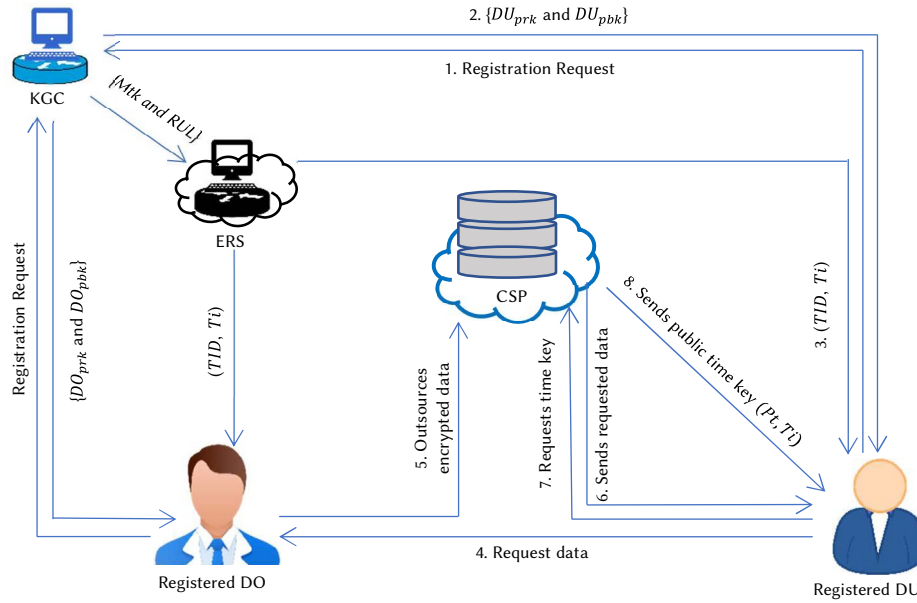 2. {DU_prk and DU_pbk}
1. Registration Request
KGC
{Mtk and RUL}
ERS
CSP
Registration Request
{DO_prk and DO_pbk}
(TID, Ti)
5. Outsources
encrypted data
7. Requests time key
6. Sends requested data
8. Sends public time key (Pt, Ti)
3. (TID, Ti)
4. Request data
Registered DO
Registered DU